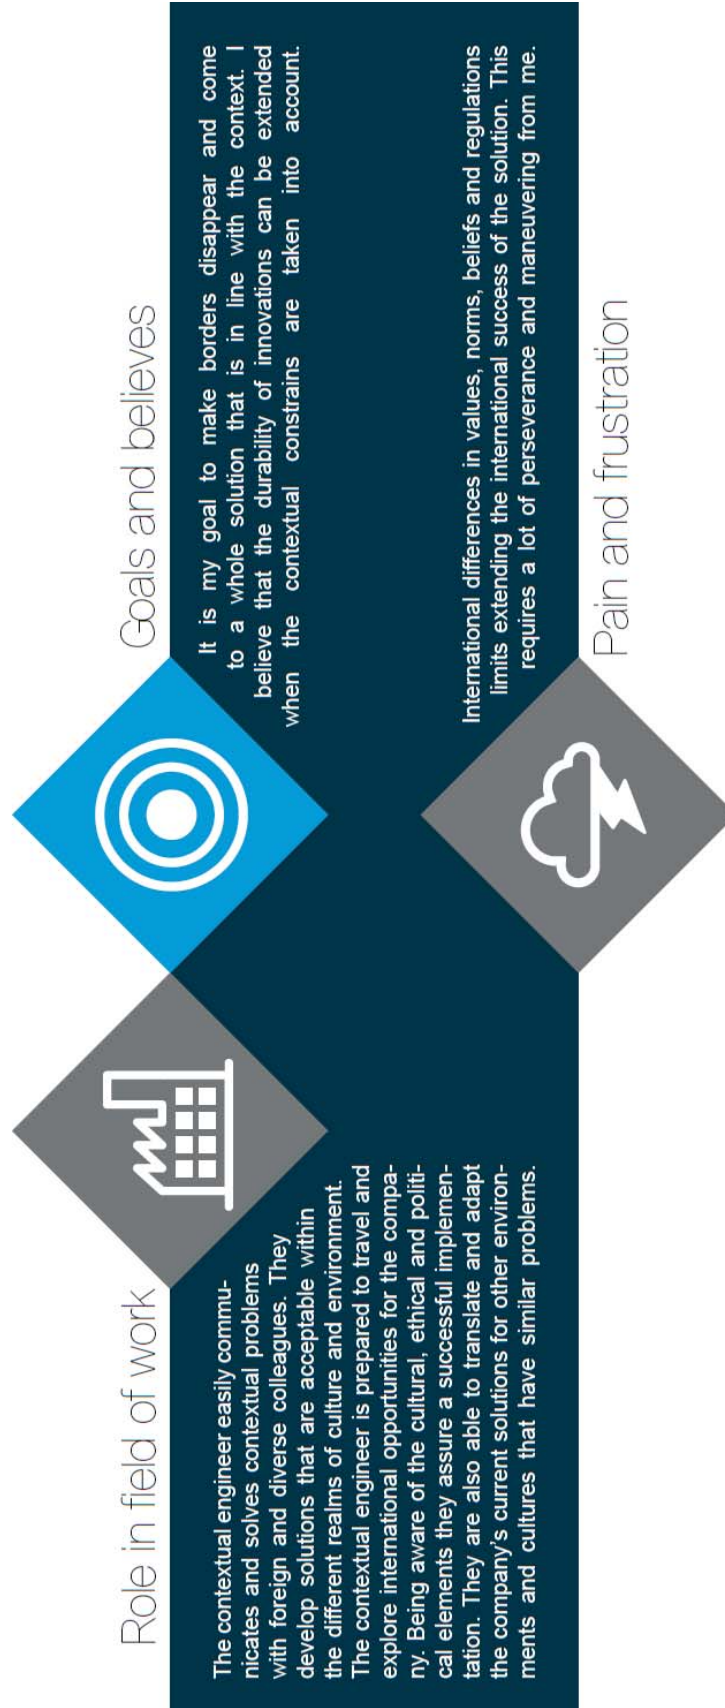 Role in field of work
The contextual engineer easily commu-
nicates and solves contextual problems
with foreign and diverse colleagues. They
develop solutions that are acceptable within
the different realms of culture and environment.
The contextual engineer is prepared to travel and
explore international opportunities for the compa-
ny. Being aware of the cultural, ethical and politi-
cal elements they assure a successful implemen-
tation. They are also able to translate and adapt
the company's current solutions for other environ-
ments and cultures that have similar problems.
Goals and believes
It is my goal to make borders disappear and come
to a whole solution that is in line with the context. I
believe that the durability of innovations can be extended
when the contextual constrains are taken into account.
International differences in values, norms, beliefs and regulations
limits extending the international success of the solution. This
requires a lot of perseverance and maneuvering from me.
Pain and frustration